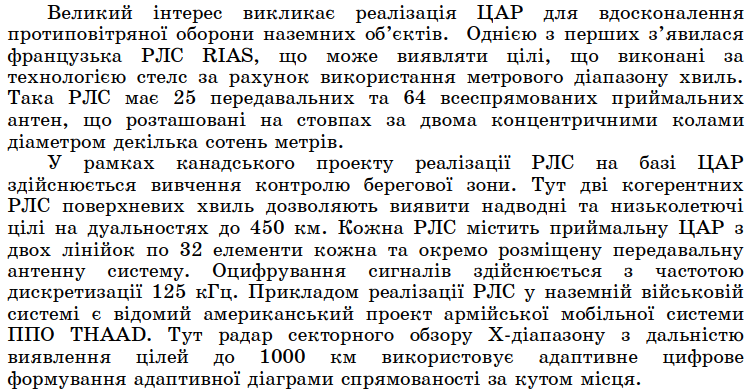 Великий інтерес викликає реалізація ЦАР для вдосконалення
протиповітряної оборони наземних об’єктів. Однією з перших з’явилася
французька РЛС RIAS, що може виявляти цілі, що виконані за
технологією стелс за рахунок використання метрового діапазону хвиль.
Така РЛС має 25 передавальних та 64 всеспрямованих приймальних
антен, що розташовані на стовпах за двома концентричними колами
діаметром декілька сотень метрів.
У рамках канадського проекту реалізації РЛС на базі ЦАР
здійснюється вивчення контролю берегової зони. Тут дві когерентних
РЛС поверхневих хвиль дозволяють виявити надводні та низьколетючі
цілі на дуальностях до 450 км. Кожна РЛС містить приймальну ЦАР з
двох лінійок по 32 елементи кожна та окремо розміщену передавальну
антенну систему. Оцифрування сигналів здійснюється з частотою
дискретизації 125 кГц. Прикладом реалізації РЛС у наземній військовій
системі є відомий американський проект армійської мобільної системи
ППО THAAD. Тут радар секторного обзору X-діапазону з дальністю
виявлення цілей до 1000 км використовує адаптивне цифрове
формування адаптивної діаграми спрямованості за кутом місця.